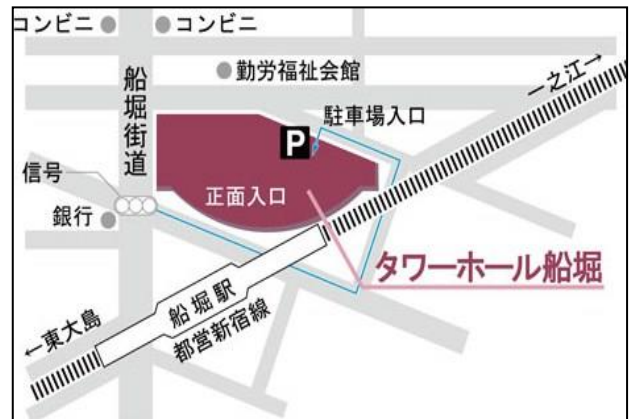 コンビニ
コンビニ
船堀街道
勤労福祉会館
一之江→
駐車場入口
P
信号
正面入口
銀行
タワーホール船堀
船堀駅
都営新宿線
←東大島